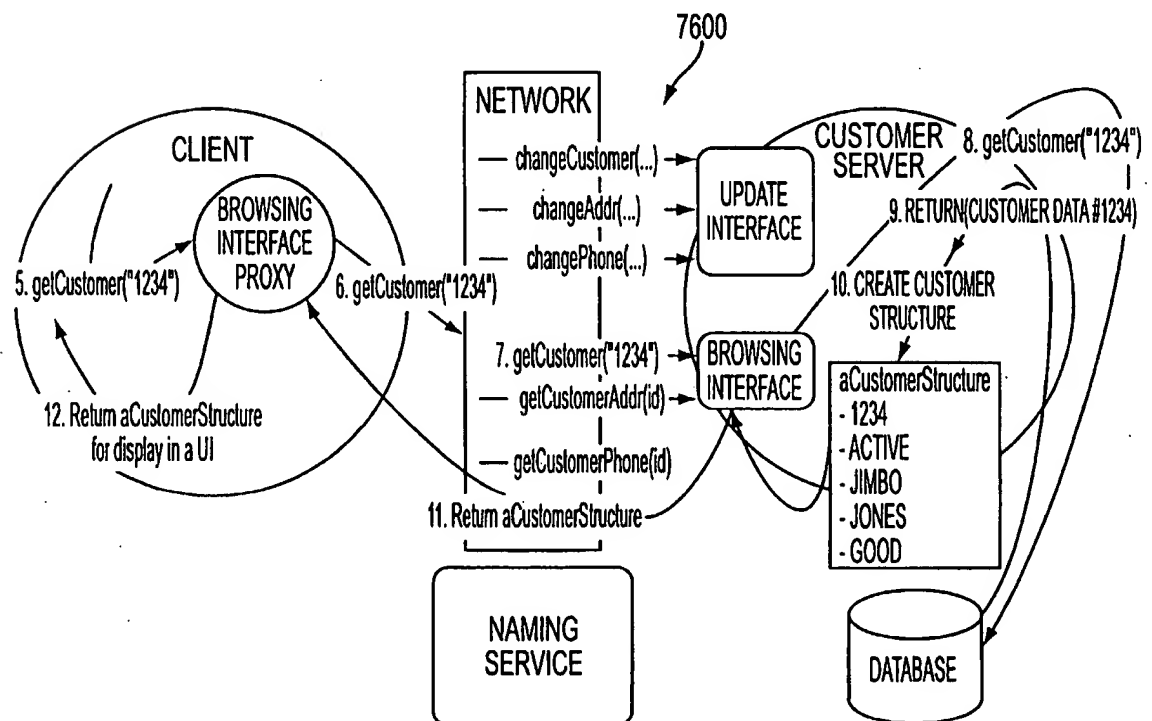 7600
NETWORK
CLIENT
CUSTOMER
SERVER
8. getCustomer("1234")
changeCustomer(...)
UPDATE
INTERFACE
changeAddr(...)
9. RETURN(CUSTOMER DATA #1234)
changePhone(...)
BROWSING
INTERFACE
PROXY
5. getCustomer("1234")
6. getCustomer("1234")
10. CREATE CUSTOMER
STRUCTURE
7. getCustomer("1234")
BROWSING
INTERFACE
getCustomerAddr(id)
aCustomerStructure
- 1234
- ACTIVE
- JIMBO
- JONES
- GOOD
12. Return aCustomerStructure
for display in a UI
getCustomerPhone(id)
11. Return aCustomerStructure
NAMING
SERVICE
DATABASE